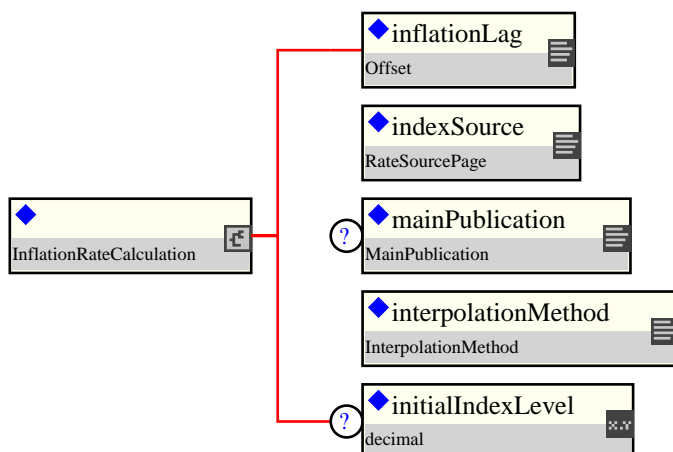 inflationLag
Offset
indexSource
RateSourcePage
InflationRateCalculation
?
mainPublication
MainPublication
interpolationMethod
InterpolationMethod
?
initialIndexLevel
x.Y
decimal